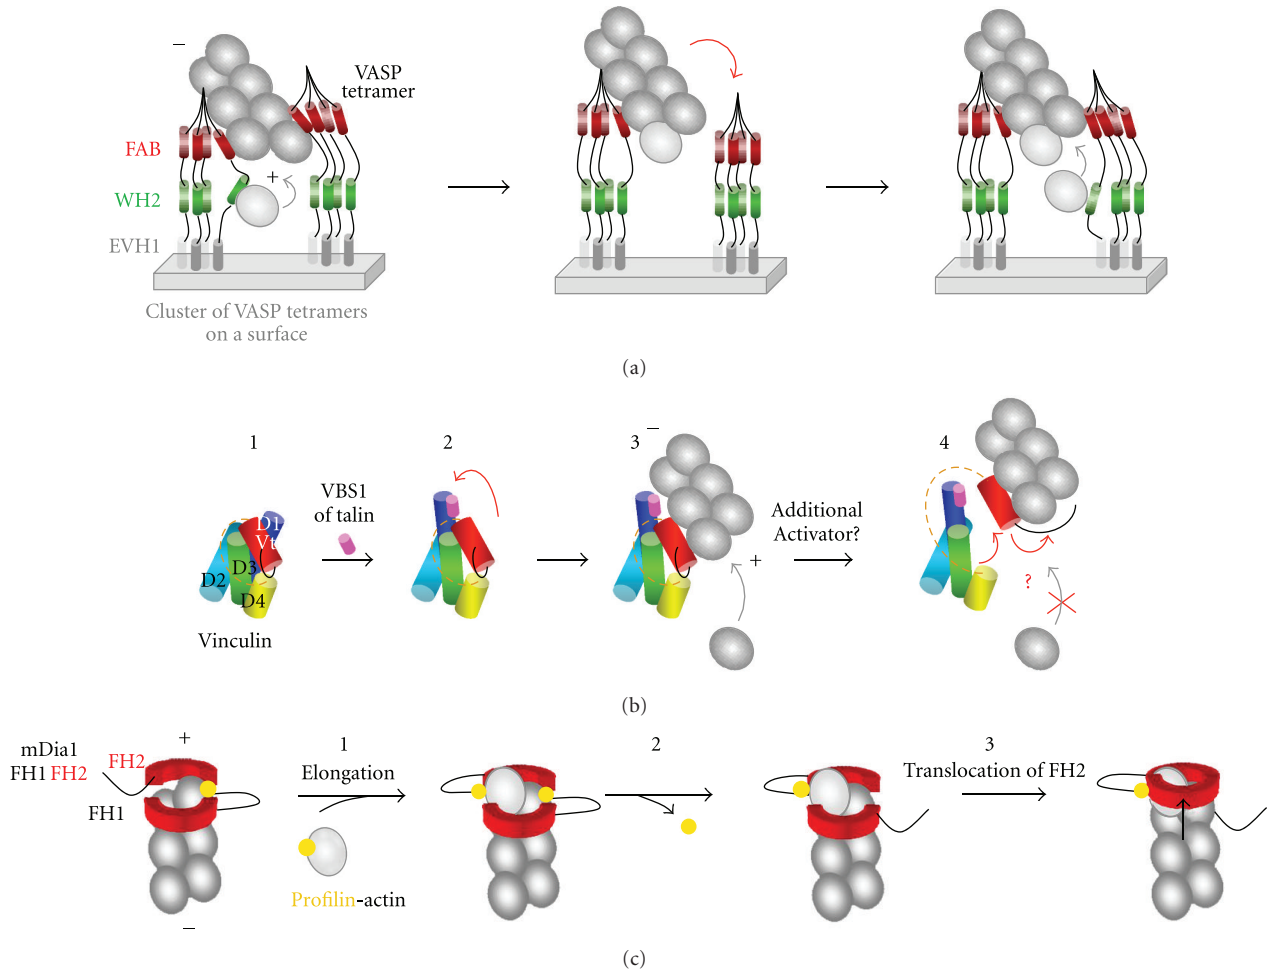 −
VASP
tetramer
FAB
+
WH2
EVH1
Cluster of VASP tetramers
on a surface
(a)
1
2
3
−
4
VBS1
of talin
Additional
Activator?
D1
Vt
D3
D2
D4
+
?
Vinculin
(b)
+
1
2
3
mDia1
FH1 FH2
FH2
Elongation
Translocation of FH2
FH1
Profilin-actin
−
(c)